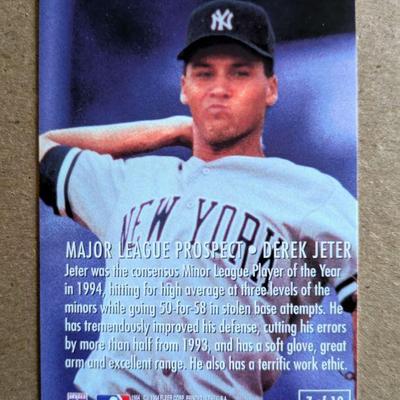 NEW YORK
MAJOR LEAGUE PROSPECT • DEREK JETER
Jeter was the consensus Minor League Player of the Year
in 1994, hitting for high average at three levels of the
minors while going 50-for-58 in stolen base attempts. He
has tremendously improved his defense, cutting his errors
by more than half from 1993, and has a soft glove, great
arm and excellent range. He also has a terrific work ethic.
7 of 10